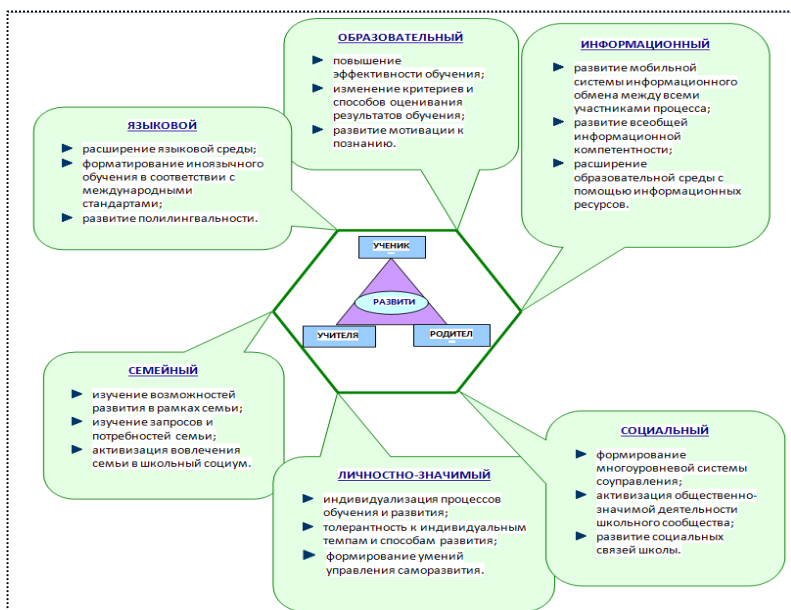 ОБРАЗОВАТЕЛЬНЫЙ
повышение
эффективности обучения;
изменение критериев и
способов оценивания
результатов обучения;
развитие мотивации к
познанию.
ИНФОРМАЦИОННЫЙ
развитие мобильной
системы информационного
обмена между всеми
участниками процесса;
развитие всеобщей
информационной
компетентности;
расширение
образовательной среды с
помощью информационных
ресурсов.
ЯЗЫКОВОЙ
расширение языковой среды;
форматирование иноязычного
обучения в соответствии с
международными
стандартами;
развитие полилингвальности.
УЧЕНИК
РАЗВИТИ
УЧИТЕЛЯ
РОДИТЕЛ
СЕМЕЙНЫЙ
изучение возможностей
развития в рамках семьи;
изучение запросов и
потребностей семьи;
активизация вовлечения
семьи в школьный социум.
ЛИЧНОСТНО-ЗНАЧИМЫЙ
индивидуализация процессов
обучения и развития;
толерантность к индивидуальным
темпам и способам развития;
формирование умений
управления саморазвития.
СОЦИАЛЬНЫЙ
формирование
многоуровневой системы
соуправления;
активизация общественно-
значимой деятельности
школьного сообщества;
развитие социальных
связей школы.